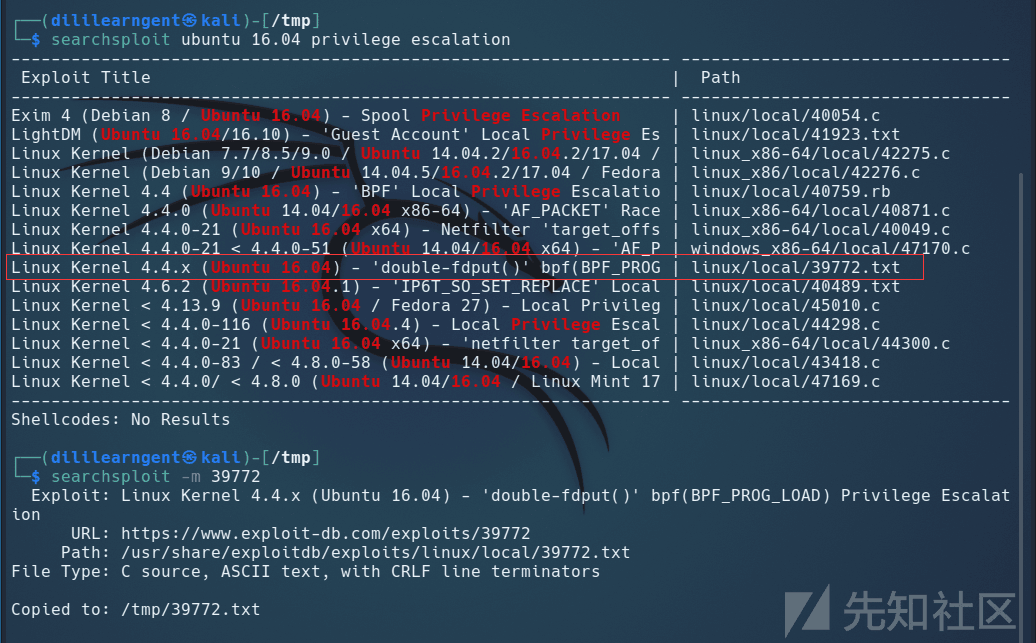 ┌──(dililearngent㉿kali)-[/tmp]
└─$ searchsploit ubuntu 16.04 privilege escalation
------------------------------------------------------------------- ---------------------------------
 Exploit Title                                                     |  Path
------------------------------------------------------------------- ---------------------------------
Exim 4 (Debian 8 / Ubuntu 16.04) - Spool Privilege Escalation     | linux/local/40054.c
LightDM (Ubuntu 16.04/16.10) - 'Guest Account' Local Privilege Es | linux/local/41923.txt
Linux Kernel (Debian 7.7/8.5/9.0 / Ubuntu 14.04.2/16.04.2/17.04 / | linux_x86-64/local/42275.c
Linux Kernel (Debian 9/10 / Ubuntu 14.04.5/16.04.2/17.04 / Fedora | linux_x86/local/42276.c
Linux Kernel 4.4 (Ubuntu 16.04) - 'BPF' Local Privilege Escalatio | linux/local/40759.rb
Linux Kernel 4.4.0 (Ubuntu 14.04/16.04 x86-64) - 'AF_PACKET' Race | linux_x86-64/local/40871.c
Linux Kernel 4.4.0-21 (Ubuntu 16.04 x64) - Netfilter 'target_offs | linux_x86-64/local/40049.c
Linux Kernel 4.4.0-21 < 4.4.0-51 (Ubuntu 14.04/16.04 x64) - 'AF_P | windows_x86-64/local/47170.c
Linux Kernel 4.4.x (Ubuntu 16.04) - 'double-fdput()' bpf(BPF_PROG | linux/local/39772.txt
Linux Kernel 4.6.2 (Ubuntu 16.04.1) - 'IP6T_SO_SET_REPLACE' Local | linux/local/40489.txt
Linux Kernel < 4.13.9 (Ubuntu 16.04 / Fedora 27) - Local Privileg | linux/local/45010.c
Linux Kernel < 4.4.0-116 (Ubuntu 16.04.4) - Local Privilege Escal | linux/local/44298.c
Linux Kernel < 4.4.0-21 (Ubuntu 16.04 x64) - 'netfilter target_of | linux/local/44300.c
Linux Kernel < 4.4.0-83 / < 4.8.0-58 (Ubuntu 14.04/16.04) - Local | linux/local/43418.c
Linux Kernel < 4.4.0/ < 4.8.0 (Ubuntu 14.04/16.04 / Linux Mint 17 | linux/local/47169.c
------------------------------------------------------------------- ---------------------------------
Shellcodes: No Results
┌──(dililearngent㉿kali)-[/tmp]
└─$ searchsploit -m 39772
  Exploit: Linux Kernel 4.4.x (Ubuntu 16.04) - 'double-fdput()' bpf(BPF_PROG_LOAD) Privilege Escalat
ion
      URL: https://www.exploit-db.com/exploits/39772
     Path: /usr/share/exploitdb/exploits/linux/local/39772.txt
File Type: C source, ASCII text, with CRLF line terminators
Copied to: /tmp/39772.txt
先知社区